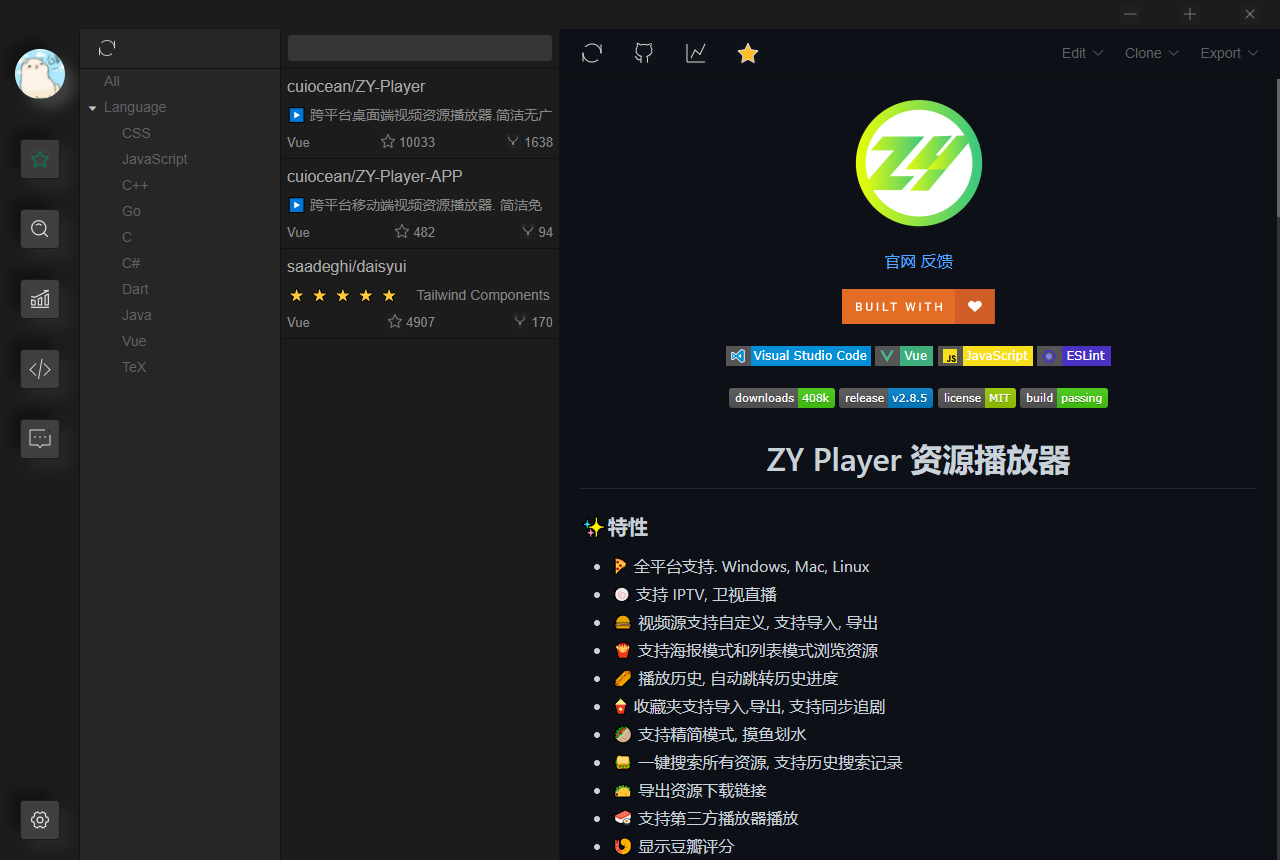 All
Language
CSS
JavaScript
C++
Go
C
C#
Dart
Java
Vue
TeX
cuiocean/ZY-Player
跨平台桌面端视频资源播放器.简洁无广
Vue 10033 1638
cuiocean/ZY-Player-APP
跨平台移动端视频资源播放器. 简洁免
Vue 482 94
saadeghi/daisyui
Tailwind Components
Vue 4907 170
Edit Clone Export
ZY
官网 反馈
BUILT WITH
Visual Studio Code Vue JS JavaScript ESLint
downloads 408k release v2.8.5 license MIT build passing
ZY Player 资源播放器
特性
全平台支持. Windows, Mac, Linux
支持 IPTV, 卫视直播
视频源支持自定义, 支持导入, 导出
支持海报模式和列表模式浏览资源
播放历史, 自动跳转历史进度
收藏夹支持导入,导出, 支持同步追剧
支持精简模式, 摸鱼划水
一键搜索所有资源, 支持历史搜索记录
导出资源下载链接
支持第三方播放器播放
显示豆瓣评分